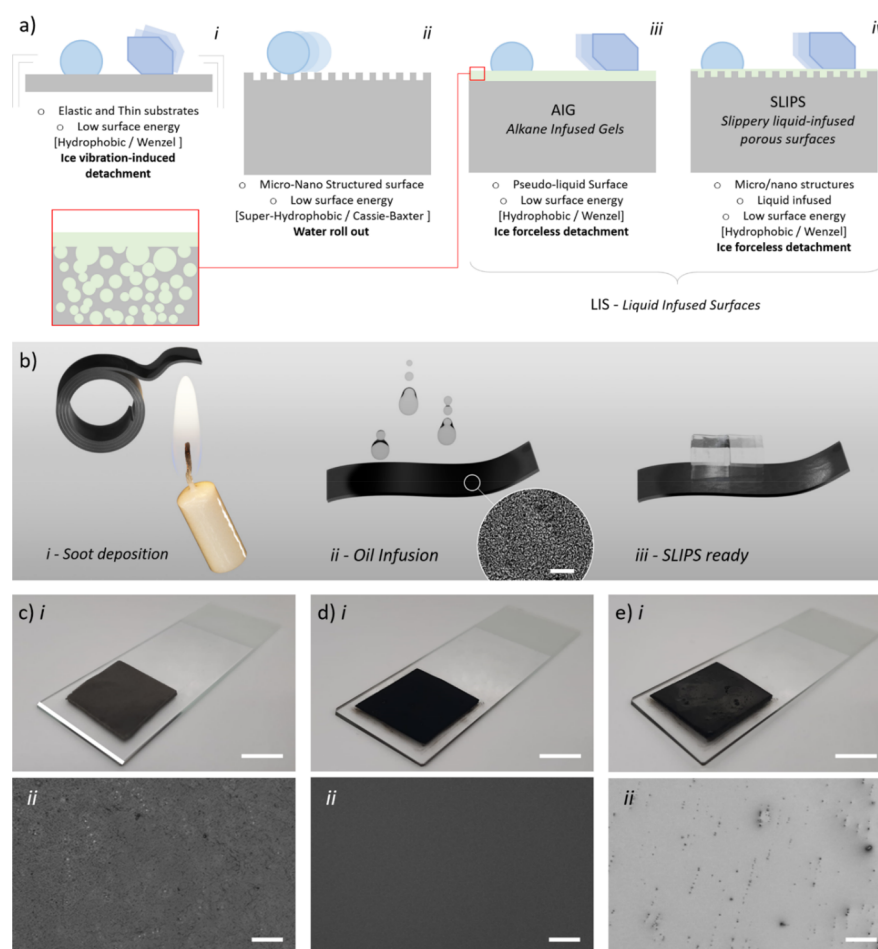 a)
i
ii
iii
iv
○ Elastic and Thin substrates
○ Low surface energy
[Hydrophobic / Wenzel ]
Ice vibration-induced
detachment
○ Micro-Nano Structured surface
○ Low surface energy
[Super-Hydrophobic / Cassie-Baxter ]
Water roll out
AIG
Alkane Infused Gels
○ Pseudo-liquid Surface
○ Low surface energy
[Hydrophobic / Wenzel]
Ice forceless detachment
SLIPS
Slippery liquid-infused
porous surfaces
○ Micro/nano structures
○ Liquid infused
○ Low surface energy
[Hydrophobic / Wenzel]
Ice forceless detachment
LIS - Liquid Infused Surfaces
b)
i - Soot deposition
ii - Oil Infusion
iii - SLIPS ready
c) i
d) i
e) i
ii
ii
ii